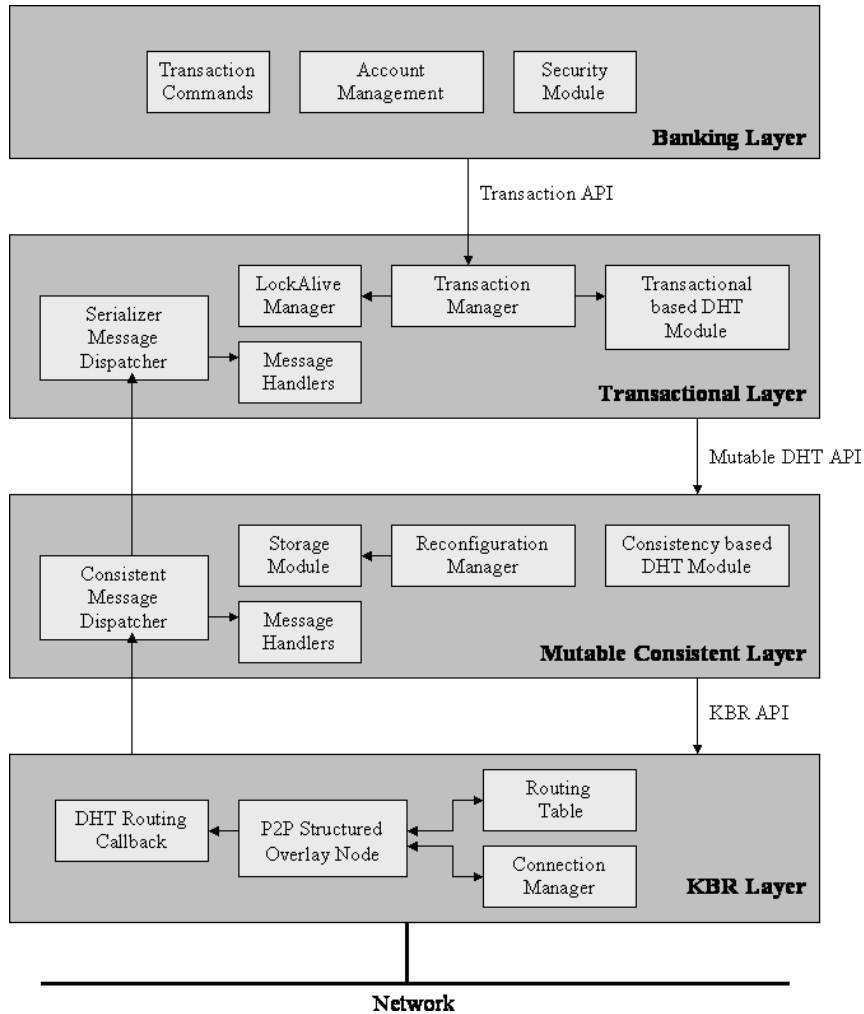 Transaction
Commands
Account
Management
Security
Module
Banking Layer
Transaction API
LockAlive
Manager
Transaction
Manager
Transactional
based DHT
Module
Serializer
Message
Dispatcher
Message
Handlers
Transactional Layer
Mutable DHT API
Storage
Module
Reconfiguration
Manager
Consistency based
DHT Module
Consistent
Message
Dispatcher
Message
Handlers
Mutable Consistent Layer
KBR API
DHT Routing
Callback
P2P Structured
Overlay Node
Routing
Table
Connection
Manager
KBR Layer
Network